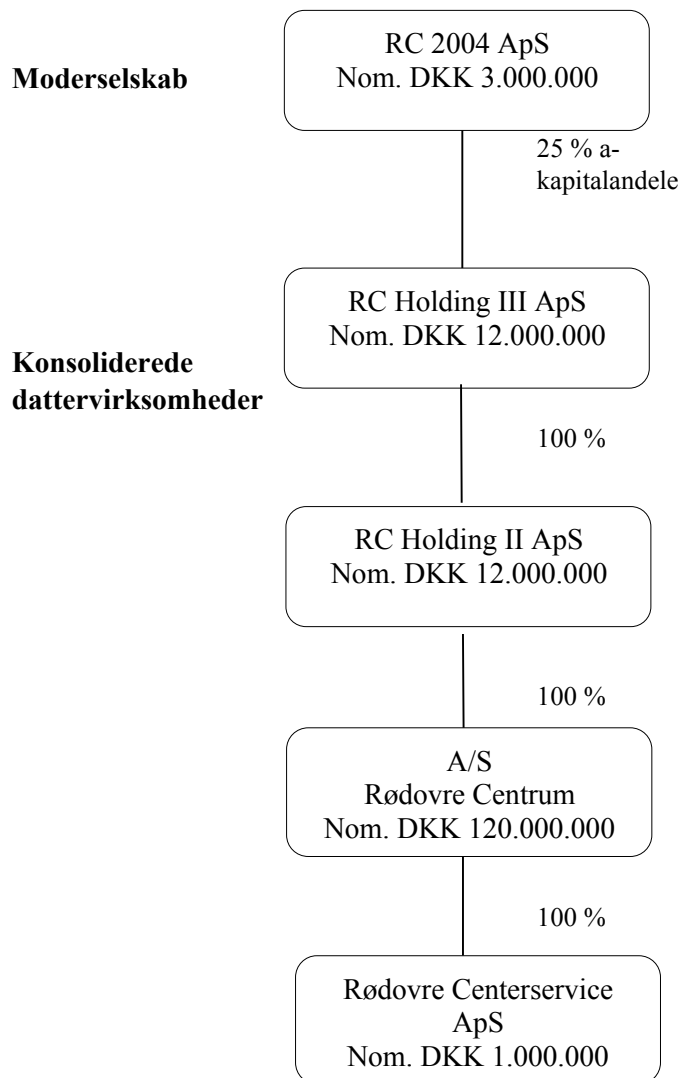 RC 2004 ApS
Nom. DKK 3.000.000
Moderselskab
25 % a-
kapitalandele
RC Holding III ApS
Nom. DKK 12.000.000
Konsoliderede
dattervirksomheder
100 %
RC Holding II ApS
Nom. DKK 12.000.000
100 %
A/S
Rødovre Centrum
Nom. DKK 120.000.000
100 %
Rødovre Centerservice
ApS
Nom. DKK 1.000.000